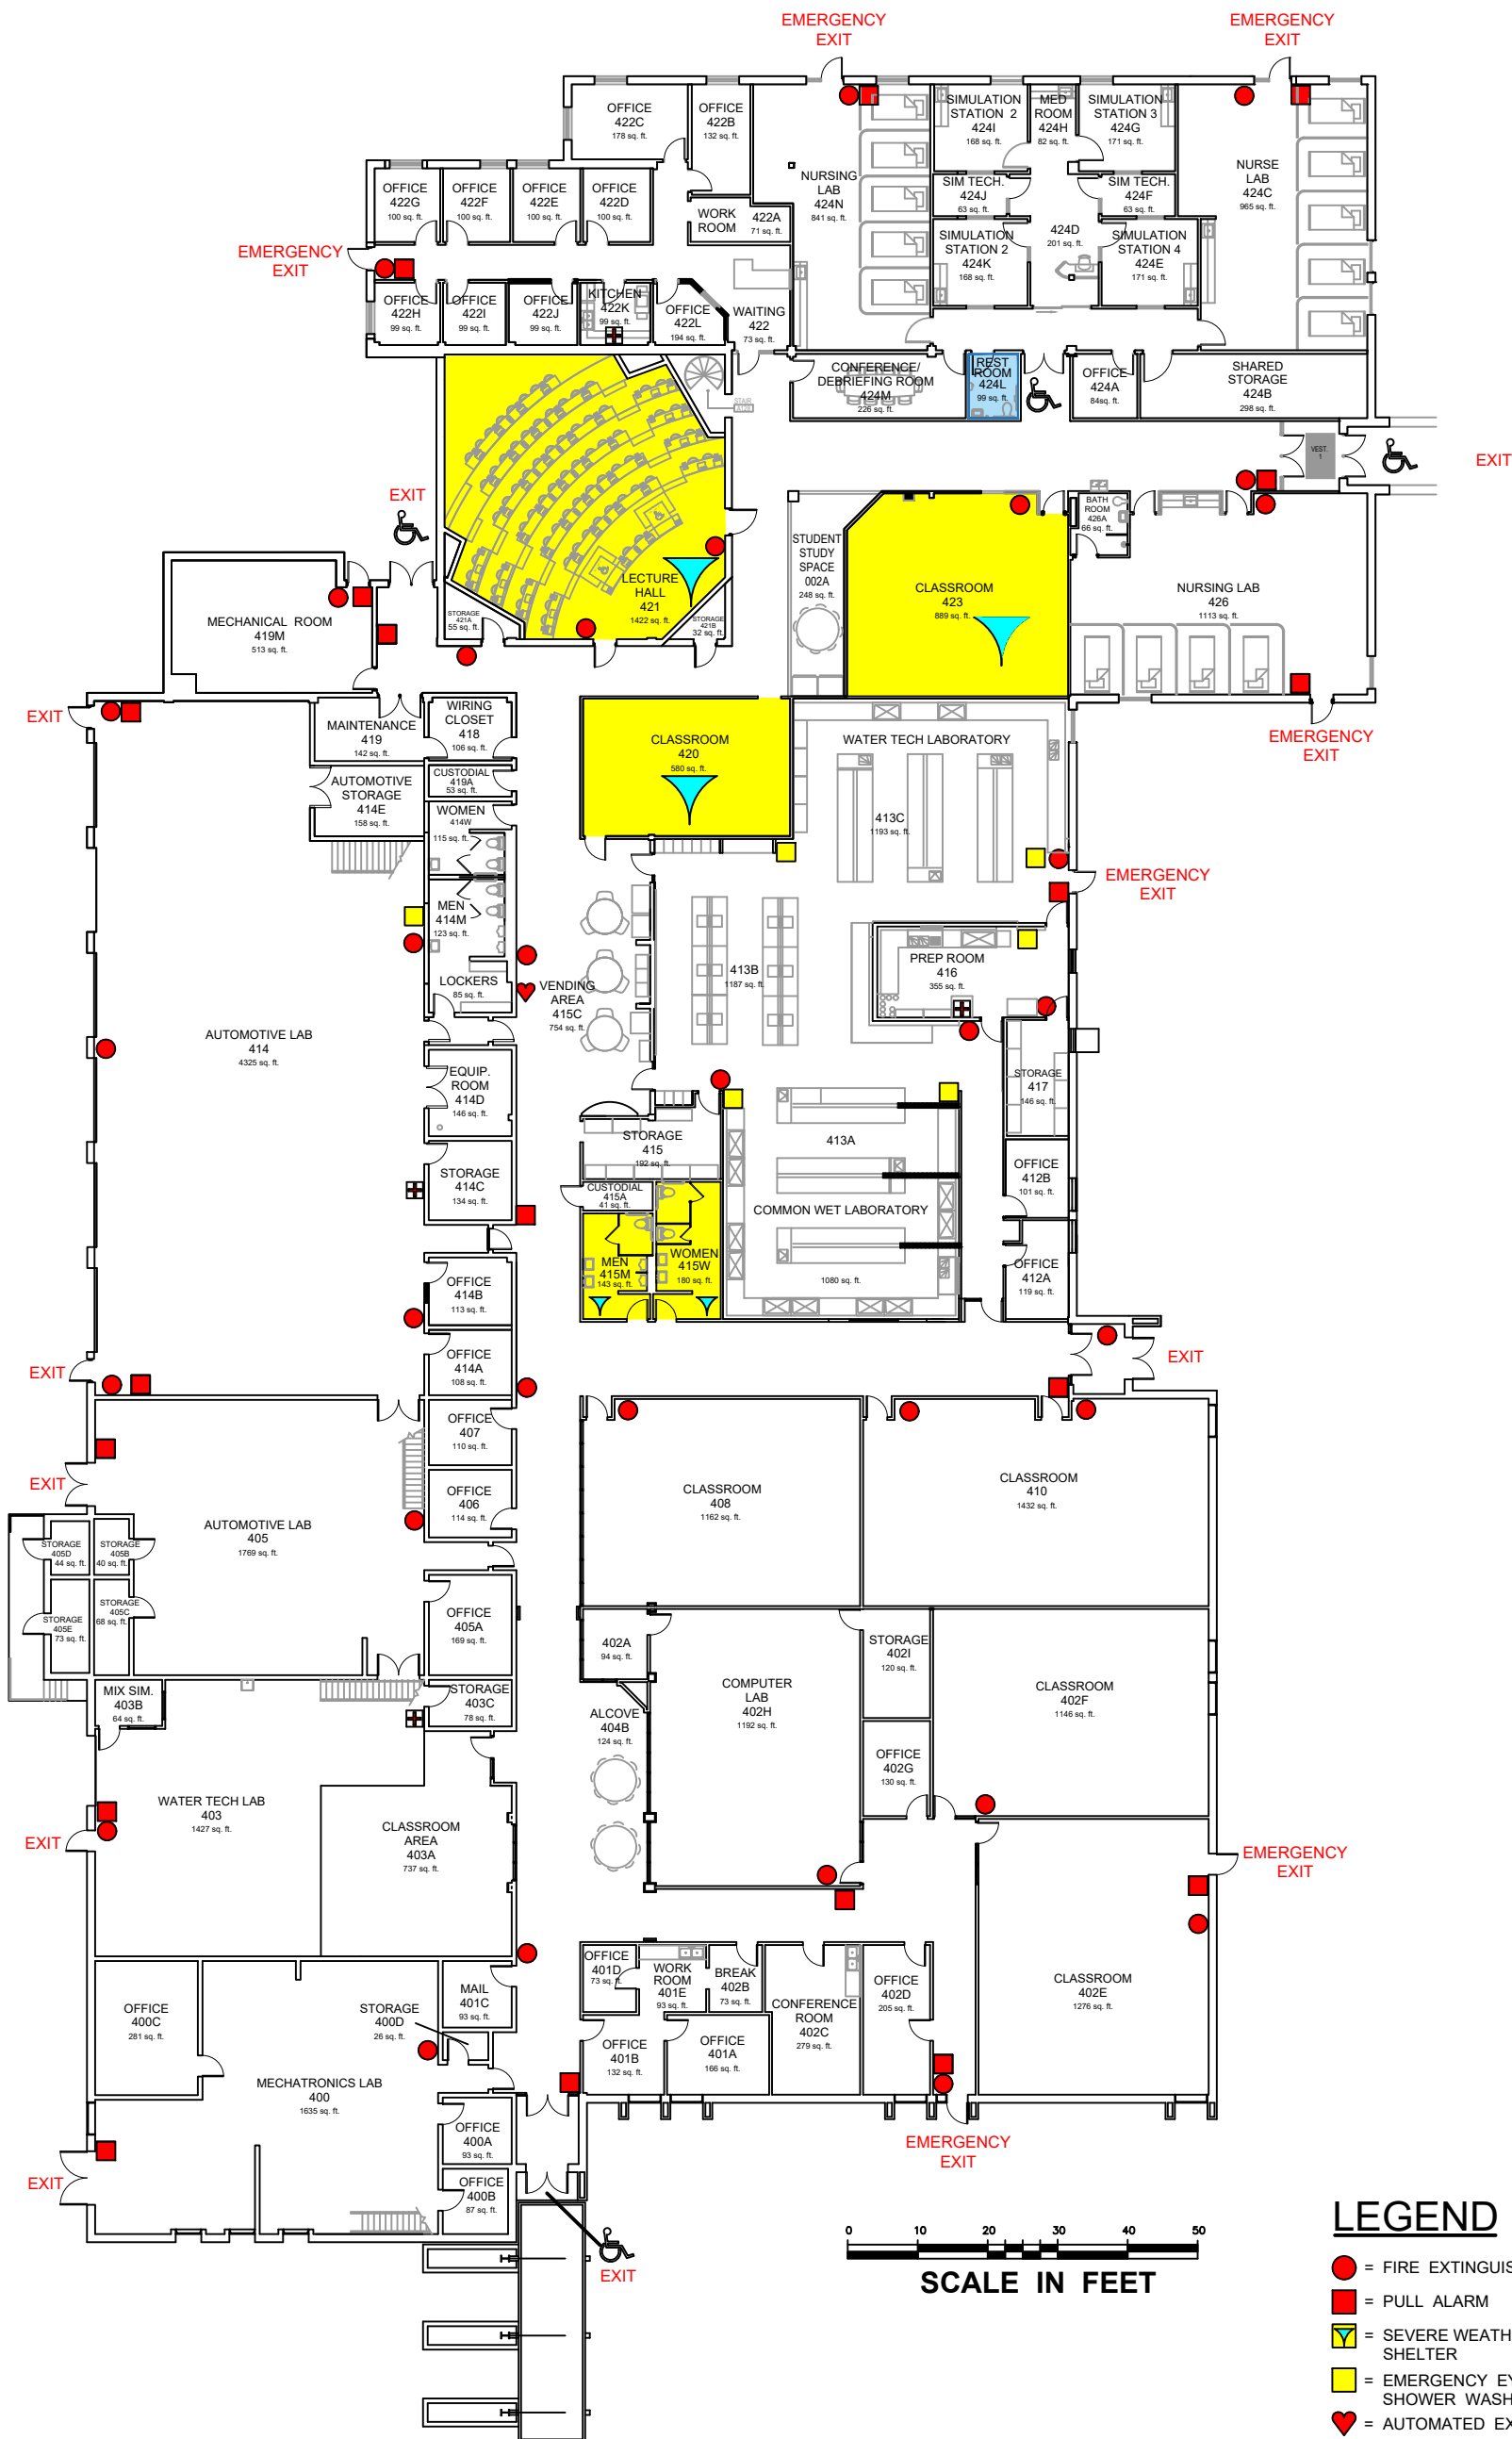 EMERGENCY
EXIT
EMERGENCY
EXIT
OFFICE
422C
178 sq. ft.
OFFICE
422B
132 sq. ft.
SIMULATION
STATION 2
424I
168 sq. ft.
MED
ROOM
424H
82 sq. ft.
SIMULATION
STATION 3
424G
171 sq. ft.
NURSE
LAB
424C
965 sq. ft.
NURSING
LAB
424N
841 sq. ft.
OFFICE
422G
100 sq. ft.
OFFICE
422F
100 sq. ft.
OFFICE
422E
100 sq. ft.
OFFICE
422D
100 sq. ft.
SIM TECH.
424J
63 sq. ft.
SIM TECH.
424F
63 sq. ft.
WORK
ROOM
422A
71 sq. ft.
SIMULATION
STATION 2
424K
168 sq. ft.
424D
201 sq. ft.
SIMULATION
STATION 4
424E
171 sq. ft.
EMERGENCY
EXIT
OFFICE
422H
99 sq. ft.
OFFICE
422I
99 sq. ft.
OFFICE
422J
99 sq. ft.
KITCHEN
422K
99 sq. ft.
OFFICE
422L
194 sq. ft.
WAITING
422
73 sq. ft.
CONFERENCE/
DEBRIEFING ROOM
424M
226 sq. ft.
REST
ROOM
424L
99 sq. ft.
OFFICE
424A
84sq. ft.
SHARED
STORAGE
424B
298 sq. ft.
STAIR
VEST.
1
EXIT
EXIT
LECTURE
HALL
421
1422 sq. ft.
STORAGE
421A
55 sq. ft.
STORAGE
421B
32 sq. ft.
STUDENT
STUDY
SPACE
002A
248 sq. ft.
CLASSROOM
423
889 sq. ft.
BATH
ROOM
426A
66 sq. ft.
NURSING LAB
426
1113 sq. ft.
EMERGENCY
EXIT
MECHANICAL ROOM
419M
513 sq. ft.
EXIT
MAINTENANCE
419
142 sq. ft.
WIRING
CLOSET
418
106 sq. ft.
AUTOMOTIVE
STORAGE
414E
158 sq. ft.
CUSTODIAL
419A
53 sq. ft.
WOMEN
414W
115 sq. ft.
MEN
414M
123 sq. ft.
LOCKERS
85 sq. ft.
CLASSROOM
420
580 sq. ft.
WATER TECH LABORATORY
413C
1193 sq. ft.
EMERGENCY
EXIT
VENDING
AREA
415C
754 sq. ft.
413B
1187 sq. ft.
PREP ROOM
416
355 sq. ft.
AUTOMOTIVE LAB
414
4325 sq. ft.
EQUIP.
ROOM
414D
146 sq. ft.
STORAGE
417
146 sq. ft.
STORAGE
415
192 sq. ft.
413A
COMMON WET LABORATORY
1080 sq. ft.
STORAGE
414C
134 sq. ft.
CUSTODIAL
415A
41 sq. ft.
MEN
415M
143 sq. ft.
WOMEN
415W
180 sq. ft.
OFFICE
412B
101 sq. ft.
OFFICE
412A
119 sq. ft.
OFFICE
414B
113 sq. ft.
OFFICE
414A
108 sq. ft.
EXIT
EXIT
OFFICE
407
110 sq. ft.
OFFICE
406
114 sq. ft.
EXIT
CLASSROOM
408
1162 sq. ft.
CLASSROOM
410
1432 sq. ft.
AUTOMOTIVE LAB
405
1769 sq. ft.
STORAGE
405D
44 sq. ft.
STORAGE
405B
40 sq. ft.
STORAGE
405E
73 sq. ft.
STORAGE
405C
68 sq. ft.
OFFICE
405A
169 sq. ft.
402A
94 sq. ft.
STORAGE
402I
120 sq. ft.
COMPUTER
LAB
402H
1192 sq. ft.
CLASSROOM
402F
1146 sq. ft.
MIX SIM.
403B
64 sq. ft.
STORAGE
403C
78 sq. ft.
ALCOVE
404B
124 sq. ft.
OFFICE
402G
130 sq. ft.
WATER TECH LAB
403
1427 sq. ft.
CLASSROOM
AREA
403A
737 sq. ft.
EXIT
EMERGENCY
EXIT
OFFICE
400C
281 sq. ft.
STORAGE
400D
26 sq. ft.
MAIL
401C
93 sq. ft.
OFFICE
401D
73 sq. ft.
WORK
ROOM
401E
93 sq. ft.
BREAK
402B
73 sq. ft.
CONFERENCE
ROOM
402C
279 sq. ft.
OFFICE
402D
205 sq. ft.
CLASSROOM
402E
1276 sq. ft.
OFFICE
401B
132 sq. ft.
OFFICE
401A
166 sq. ft.
MECHATRONICS LAB
400
1635 sq. ft.
OFFICE
400A
93 sq. ft.
OFFICE
400B
87 sq. ft.
EXIT
EMERGENCY
EXIT
EXIT
0 10 20 30 40 50
SCALE IN FEET
LEGEND
= FIRE EXTINGUIS
= PULL ALARM
= SEVERE WEATH
SHELTER
= EMERGENCY EY
SHOWER WASH
= AUTOMATED EX